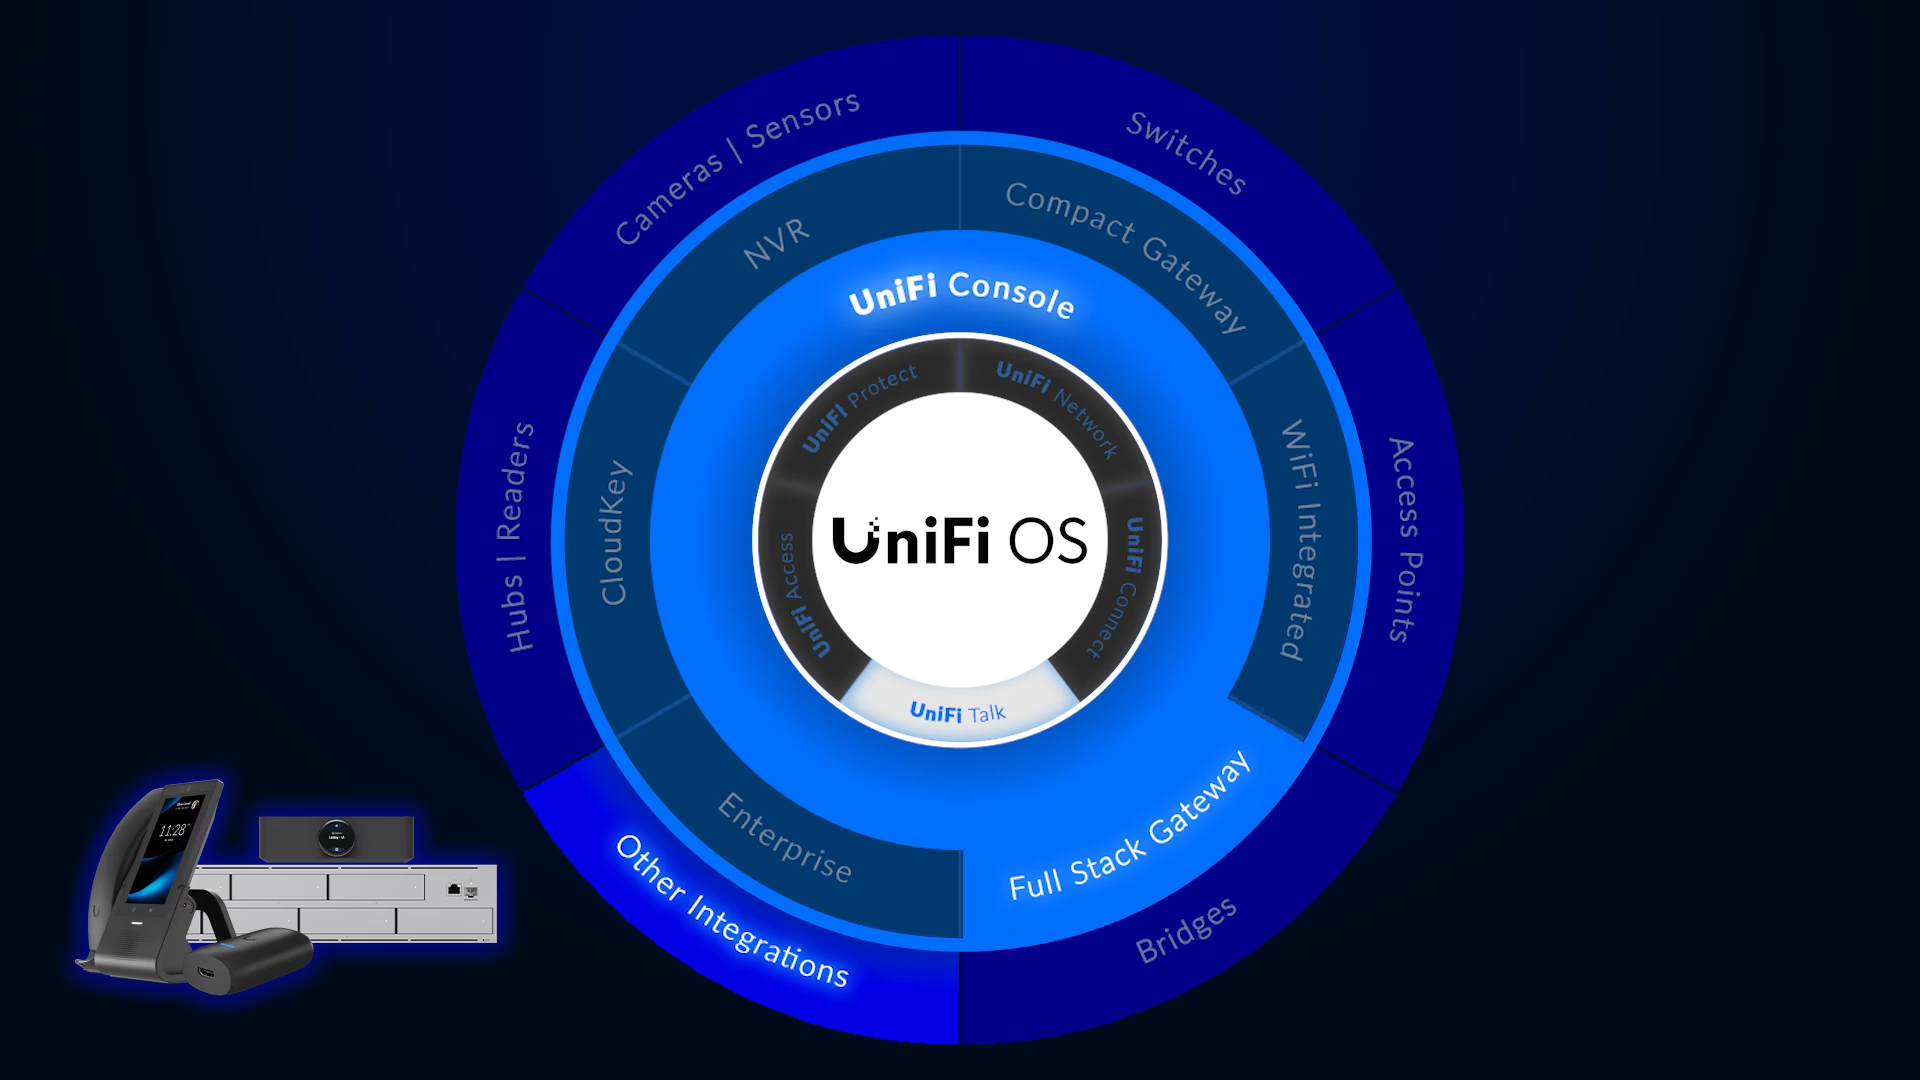 Cameras | Sensors
Switches
NVR
Compact Gateway
UniFi Console
UniFi Protect
UniFi Network
Hubs | Readers
CloudKey
UniFi Access
UniFi OS
UniFi Connect
WiFi Integrated
Access Points
UniFi Talk
Enterprise
Full Stack Gateway
Other Integrations
Bridges
11:28